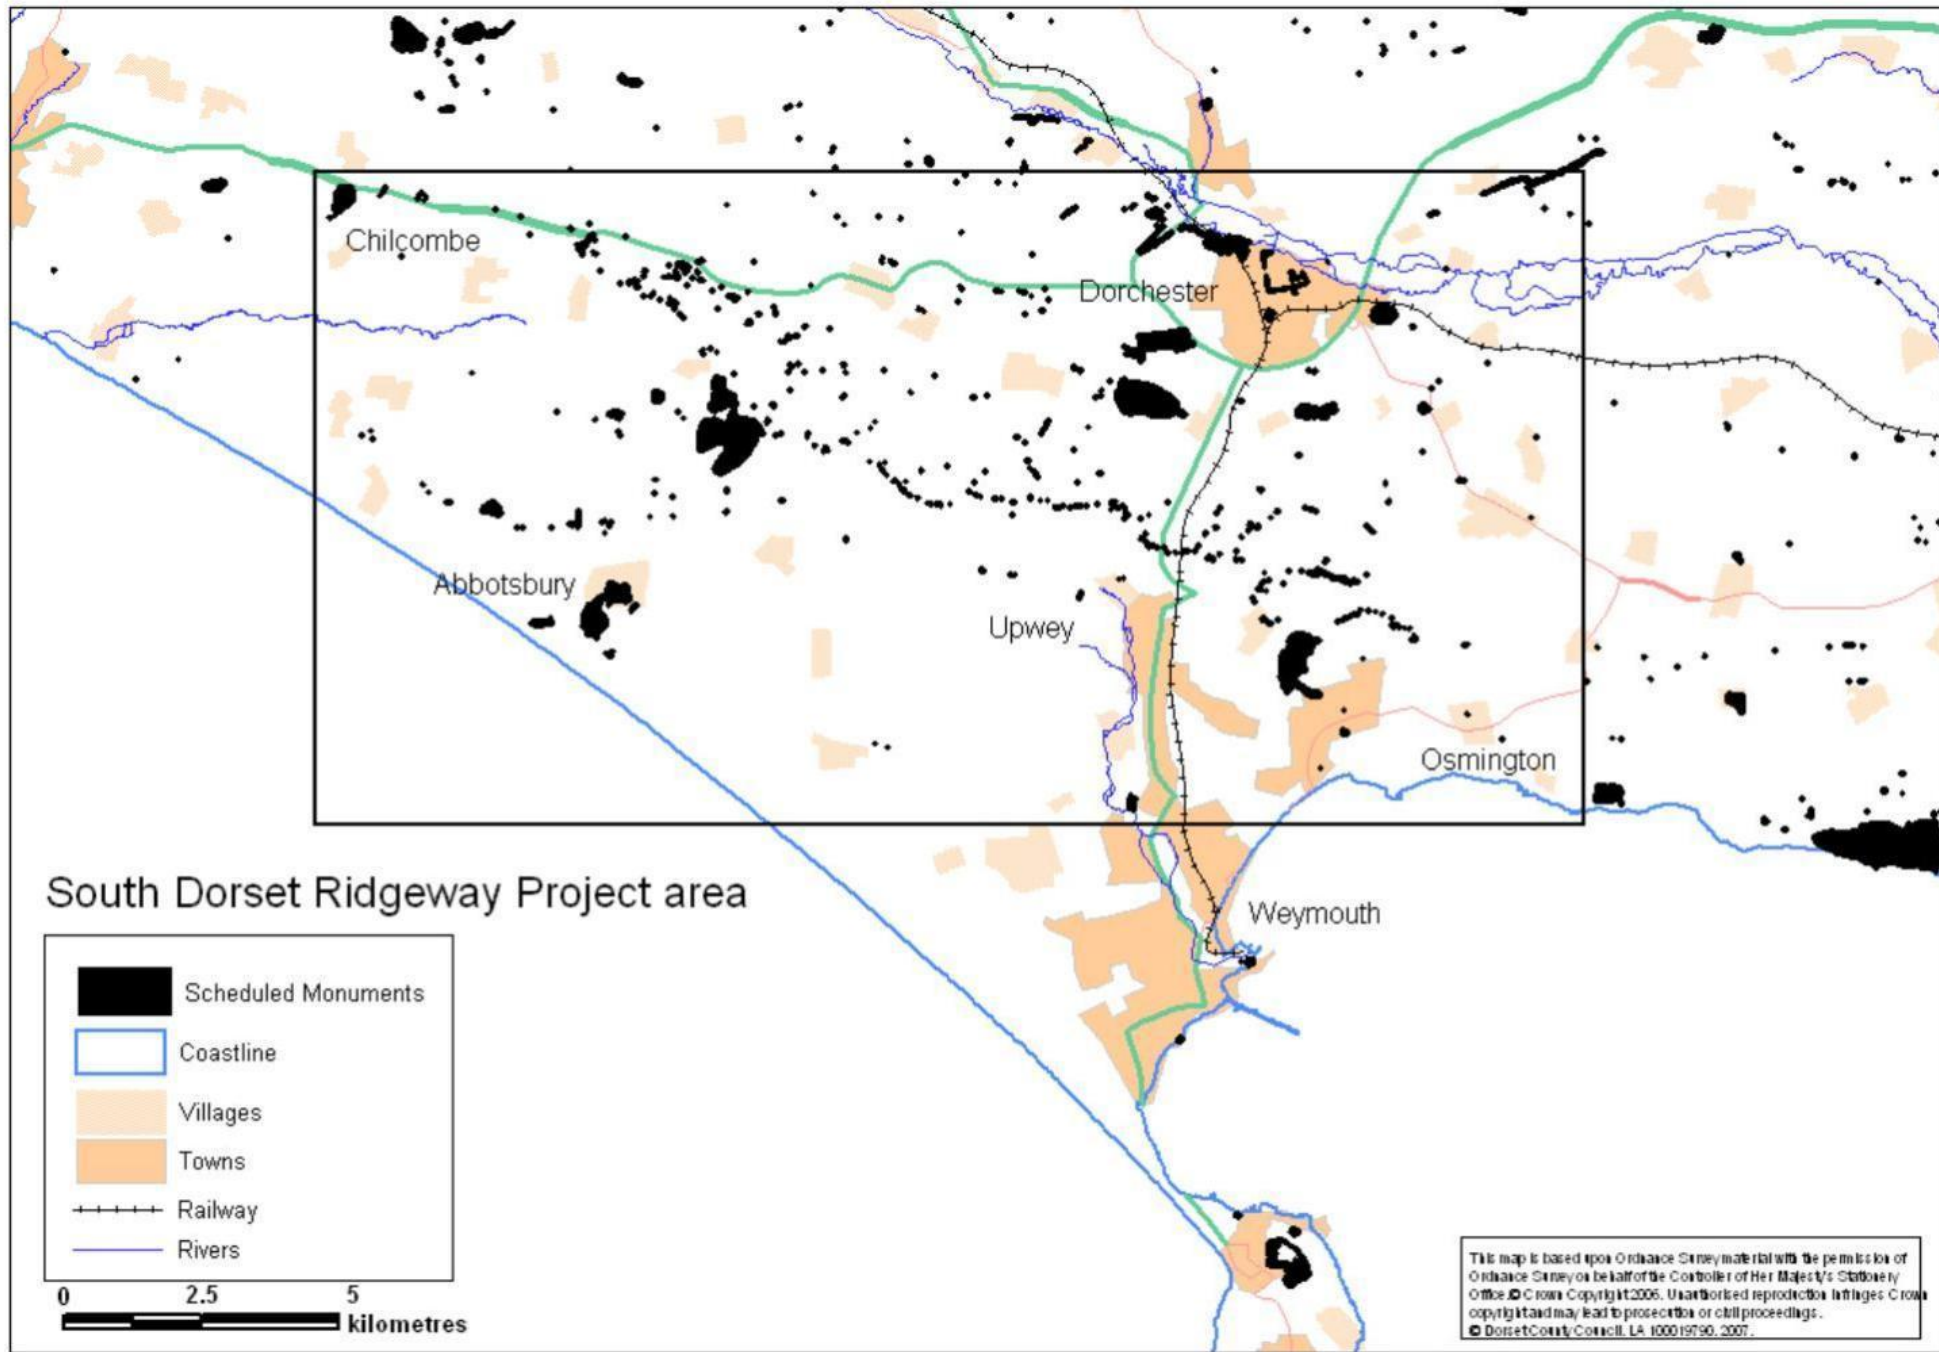 Chilcombe
Dorchester
Abbotsbury
Upwey
Osmington
Weymouth
South Dorset Ridgeway Project area
Scheduled Monuments
Coastline
Villages
Towns
Railway
Rivers
0 2.5 5
kilometres
This map is based upon Ordnance Survey material with the permission of
Ordnance Survey on behalf of the Controller of Her Majesty's Stationery
Office.© Crown Copyright 2006. Unauthorised reproduction infringes Crown
copyright and may lead to prosecution or civil proceedings.
© Dorset County Council. LA 100019790. 2007.